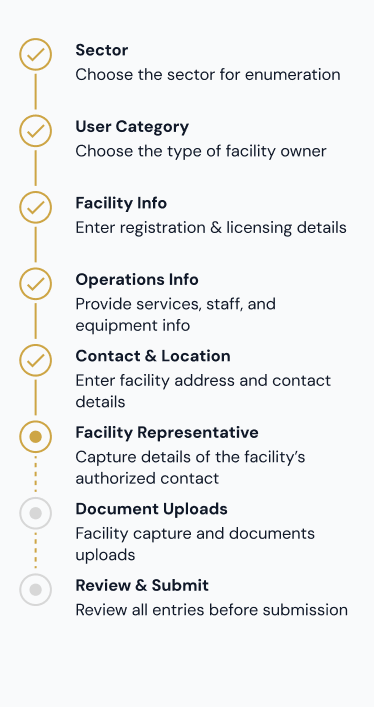 Sector
Choose the sector for enumeration
User Category
Choose the type of facility owner
Facility Info
Enter registration & licensing details
Operations Info
Provide services, staff, and
equipment info
Contact & Location
Enter facility address and contact
details
Facility Representative
Capture details of the facility’s
authorized contact
Document Uploads
Facility capture and documents
uploads
Review & Submit
Review all entries before submission